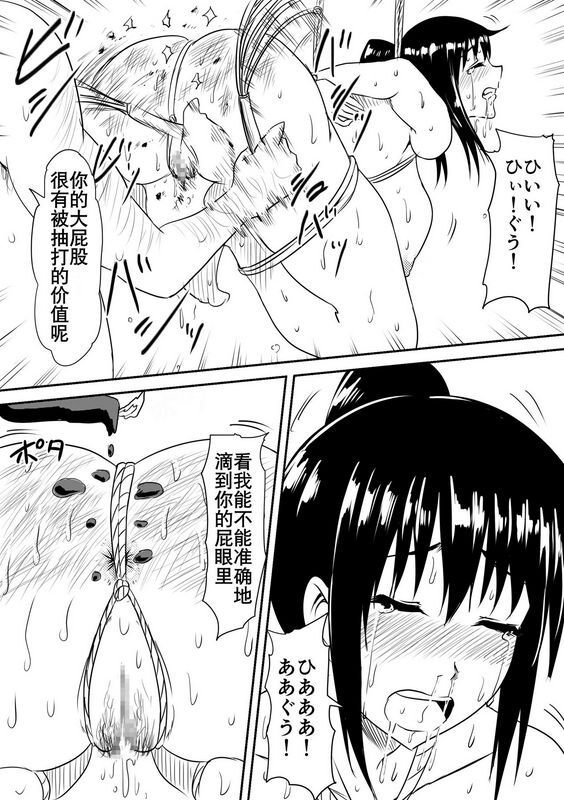 ひいい！
ひぃ！ぐう！
你的大屁股
很有被抽打的价值呢
看我能不能准确地
滴到你的屁眼里
ポタ
ひああぁ！
ああぐう！